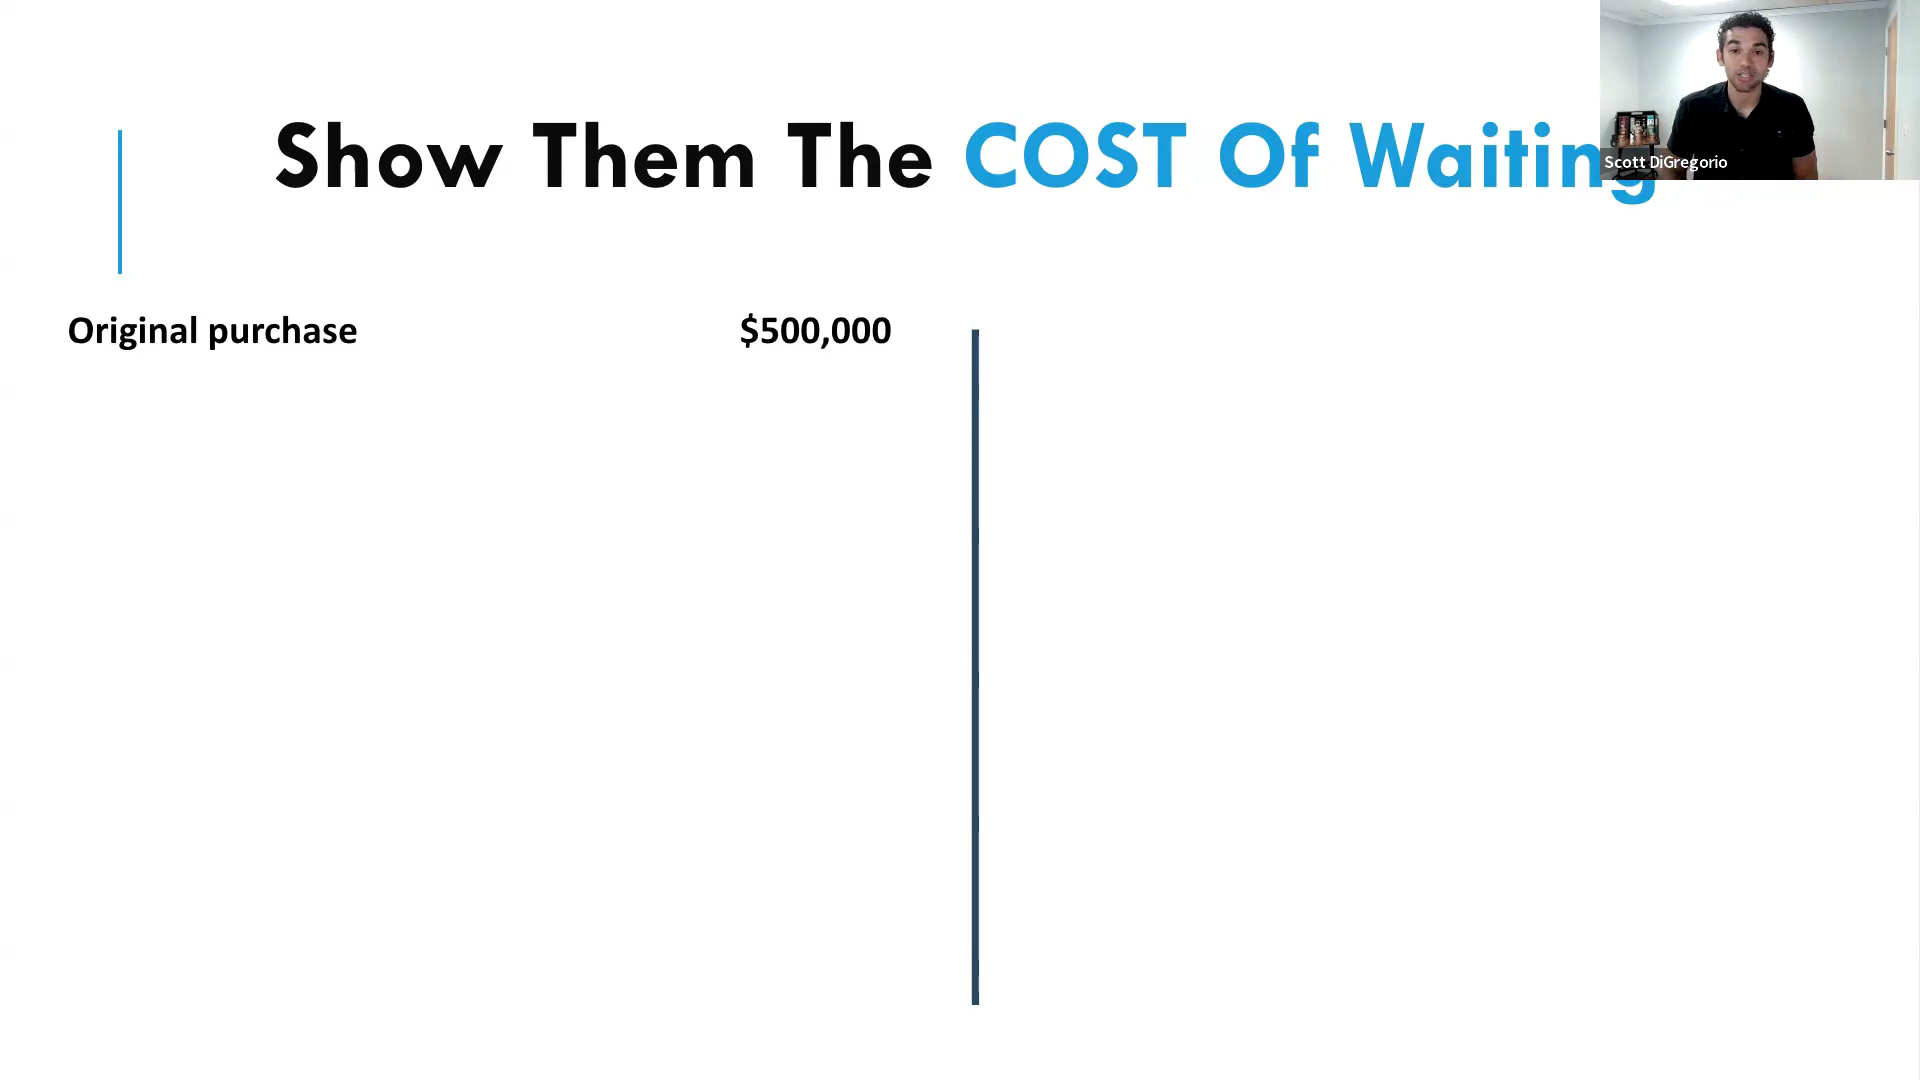 Show Them The COST Of Waiting
Scott DiGregorio
Original purchase $500,000